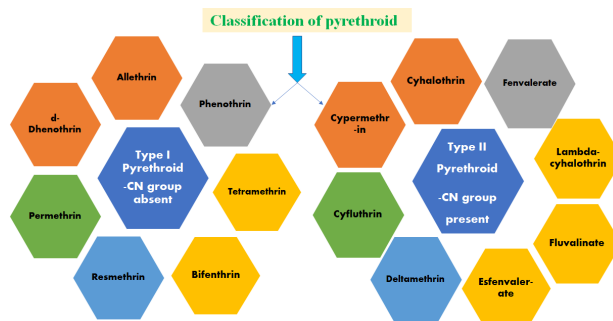 Classification of pyrethroid
Allethrin
Phenothrin
d-
Dhenothrin
Type I
Pyrethroid
-CN group
absent
Tetramethrin
Permethrin
Resmethrin
Bifenthrin
Cyhalothrin
Fenvalerate
Cypermethr
-in
Type II
Pyrethroid
-CN group
present
Lambda-
cyhalothrin
Cyfluthrin
Fluvalinate
Deltamethrin
Esfenvaler-
ate